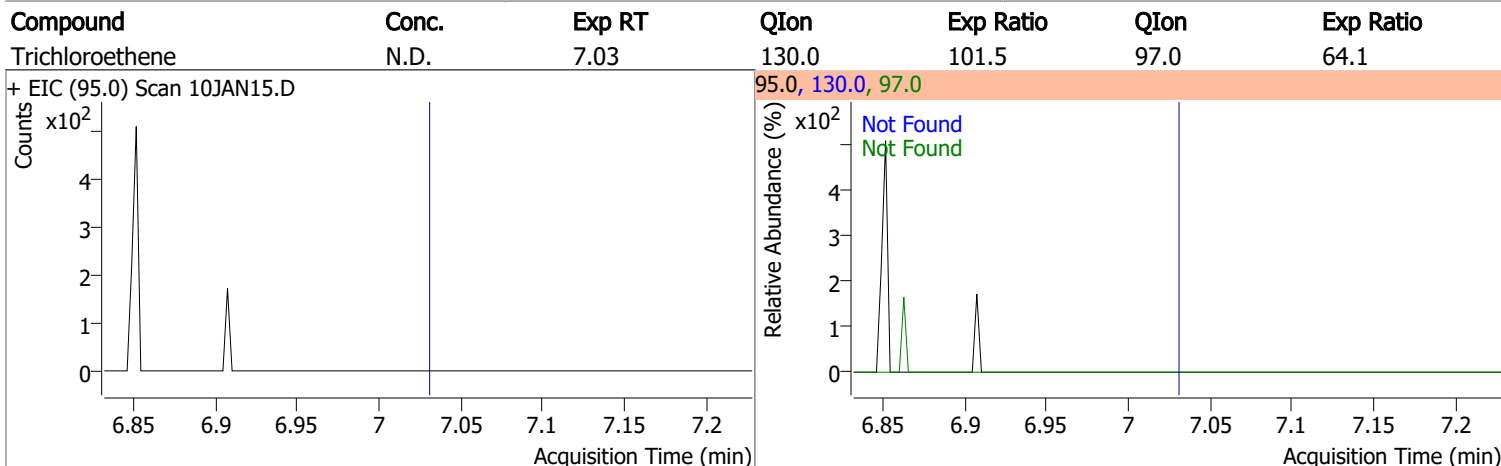 Compound Conc. Exp RT QIon Exp Ratio QIon Exp Ratio
Trichloroethene N.D. 7.03 130.0 101.5 97.0 64.1
+ EIC (95.0) Scan 10JAN15.D
Counts
x10²
4
3
2
1
0
6.85 6.9 6.95 7 7.05 7.1 7.15 7.2
Acquisition Time (min)
95.0, 130.0, 97.0
Relative Abundance (%)
x10²
Not Found
Not Found
4
3
2
1
0
6.85 6.9 6.95 7 7.05 7.1 7.15 7.2
Acquisition Time (min)